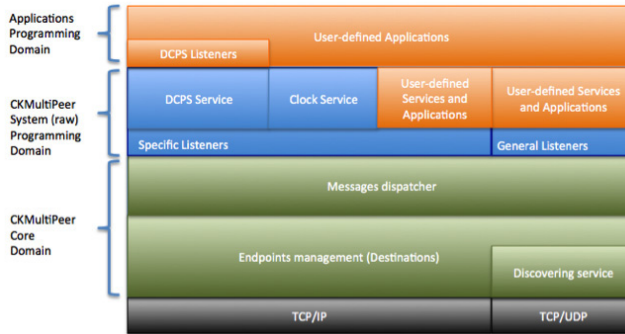 Applications
Programming
Domain
User-defined Applications
DCPS Listeners
CKMultiPeer
System (raw)
Programming
Domain
DCPS Service
Clock Service
User-defined
Services and
Applications
User-defined Services
and Applications
Specific Listeners
General Listeners
CKMultiPeer
Core
Domain
Messages dispatcher
Endpoints management (Destinations)
Discovering service
TCP/IP
TCP/UDP